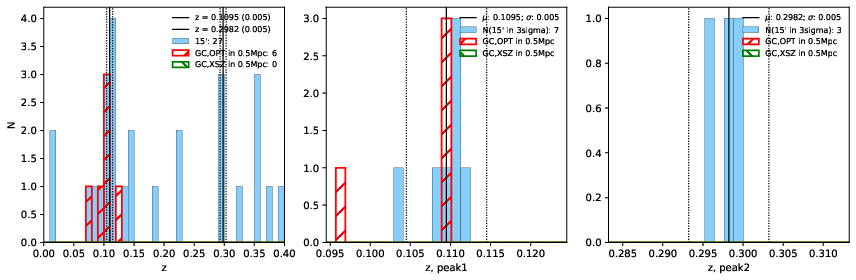 z = 0.1095 (0.005)
z = 0.2982 (0.005)
15': 27
GC,OPT in 0.5Mpc: 6
GC,XSZ in 0.5Mpc: 0
4.0
3.5
3.0
2.5
2.0
1.5
1.0
0.5
0.0
N
0.00 0.05 0.10 0.15 0.20 0.25 0.30 0.35 0.40
z
μ: 0.1095; σ: 0.005
N(15' in 3sigma): 7
GC,OPT in 0.5Mpc
GC,XSZ in 0.5Mpc
3.0
2.5
2.0
1.5
1.0
0.5
0.0
0.095 0.100 0.105 0.110 0.115 0.120
z, peak1
μ: 0.2982; σ: 0.005
N(15' in 3sigma): 3
GC,OPT in 0.5Mpc
GC,XSZ in 0.5Mpc
1.0
0.8
0.6
0.4
0.2
0.0
0.285 0.290 0.295 0.300 0.305 0.310
z, peak2